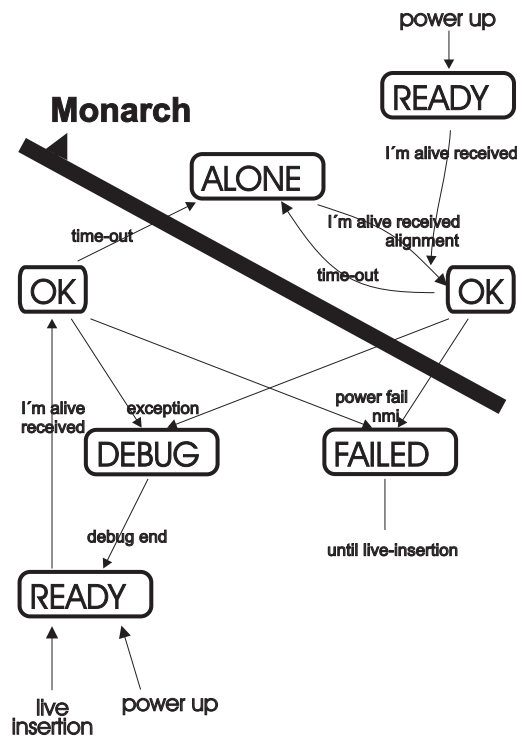 power up
READY
Monarch
I´m alive received
ALONE
I´m alive received
alignment
time-out
time-out
OK
OK
I´m alive
received
exception
power fail
nmi
DEBUG
FAILED
debug end
until live-insertion
READY
live
insertion
power up